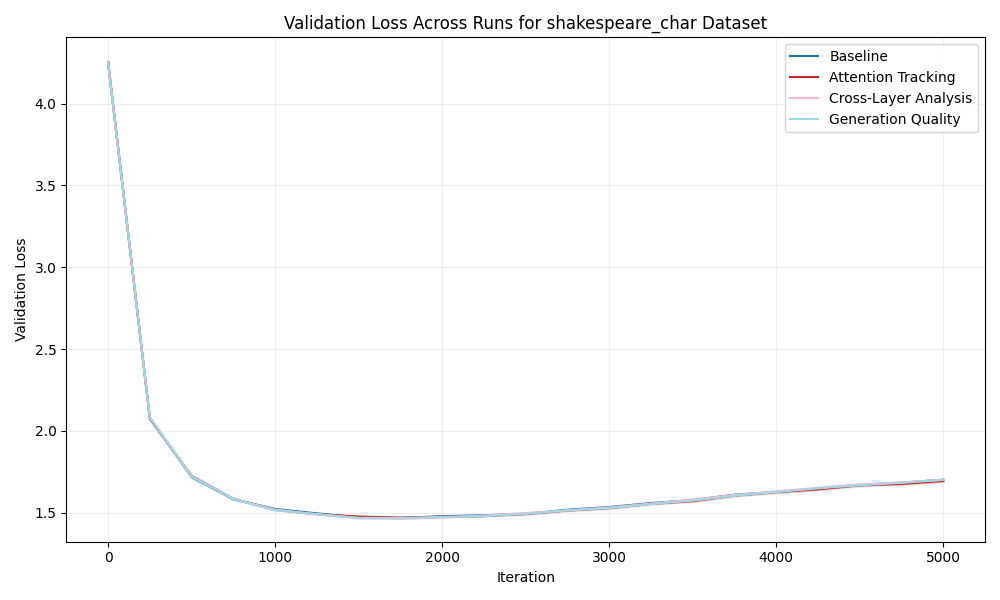 Validation Loss Across Runs for shakespeare_char Dataset
Baseline
Attention Tracking
Cross-Layer Analysis
Generation Quality
Validation Loss
4.0
3.5
3.0
2.5
2.0
1.5
0 1000 2000 3000 4000 5000
Iteration